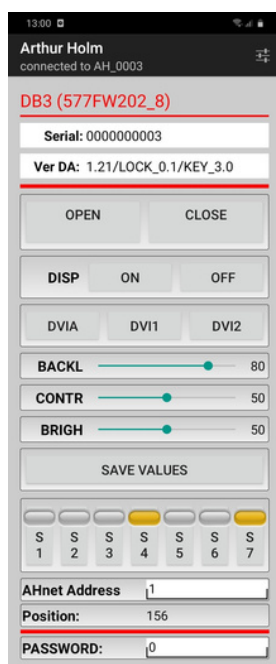 13:00
Arthur Holm
connected to AH_0003
DB3 (577FW202_8)
Serial: 0000000003
Ver DA: 1.21/LOCK_0.1/KEY_3.0
OPEN CLOSE
DISP ON OFF
DVIA DVI1 DVI2
BACKL 80
CONTR 50
BRIGH 50
SAVE VALUES
S S S S S S S
1 2 3 4 5 6 7
AHnet Address 1
Position: 156
PASSWORD: 0